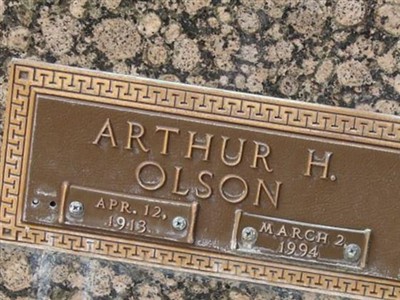 ARTHUR H.
OLSON
APR. 12,
1913
MARCH 2
1994